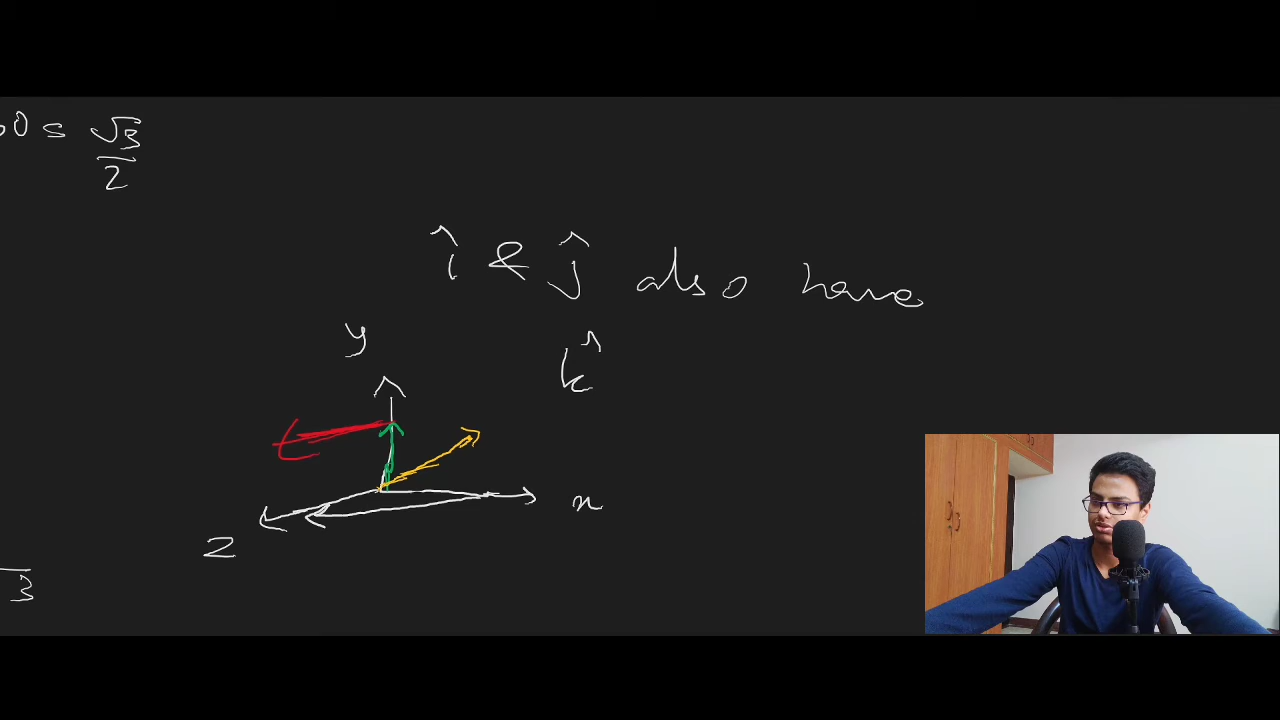 0 = √3/2
î & ĵ also have
k̂
y
x
z
3